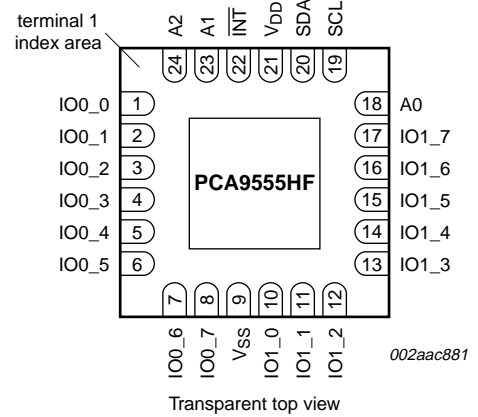 terminal 1
index area
A2
A1
INT
VDD
SDA
SCL
24
23
22
21
20
19
IO0_0 1
IO0_1 2
IO0_2 3
IO0_3 4
IO0_4 5
IO0_5 6
PCA9555HF
18 A0
17 IO1_7
16 IO1_6
15 IO1_5
14 IO1_4
13 IO1_3
7
8
9
10
11
12
IO0_6
IO0_7
VSS
IO1_0
IO1_1
IO1_2
002aac881
Transparent top view